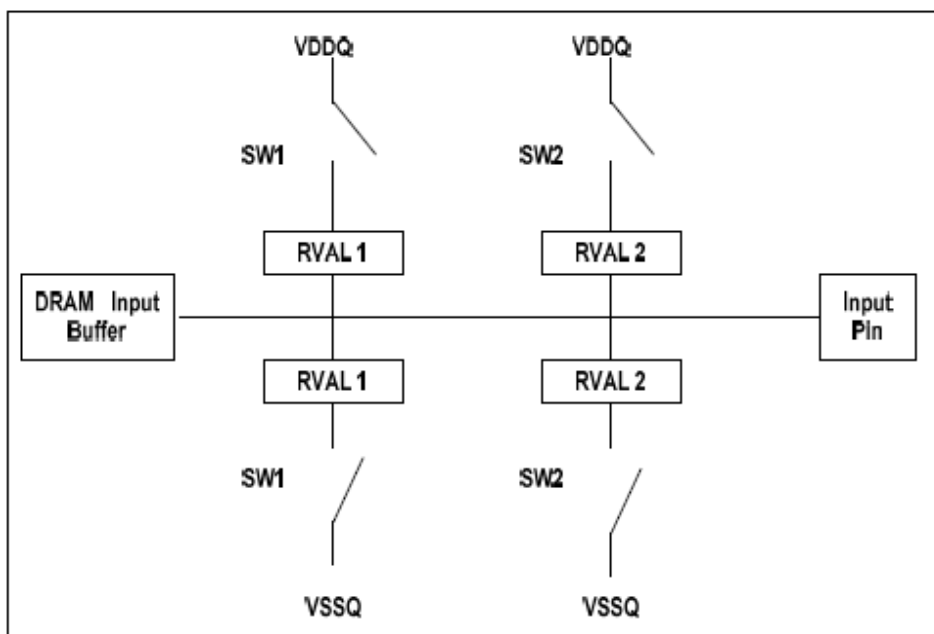 VDDQ VDDQ
SW1 SW2
RVAL 1 RVAL 2
DRAM Input
Buffer
Input
Pin
RVAL 1 RVAL 2
SW1 SW2
VSSQ VSSQ